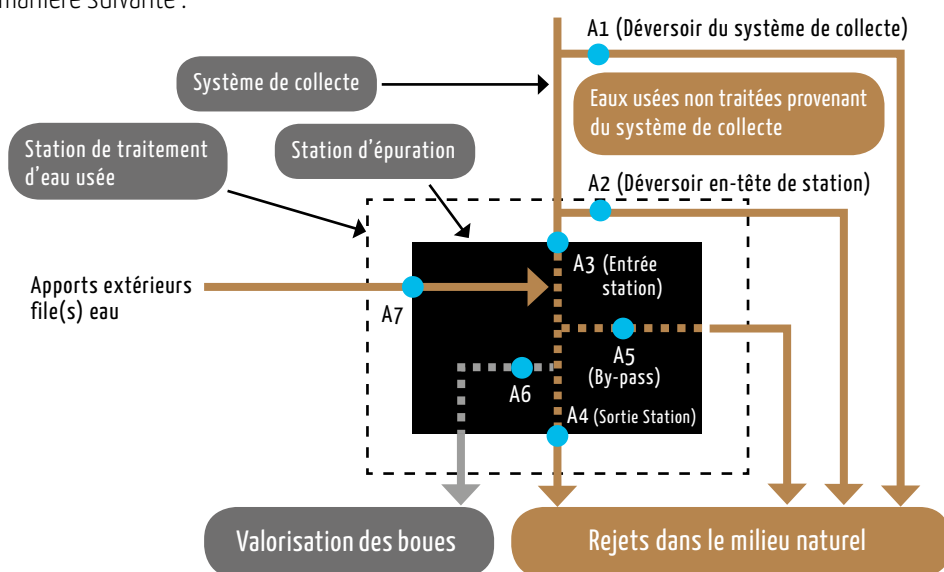 manière suivante :
A1 (Déversoir du système de collecte)
Système de collecte
Eaux usées non traitées provenant
du système de collecte
Station de traitement
d'eau usée
Station d'épuration
A2 (Déversoir en-tête de station)
A3 (Entrée
station)
Apports extérieurs
file(s) eau
A7
A5
(By-pass)
A6
A4 (Sortie Station)
Valorisation des boues
Rejets dans le milieu naturel